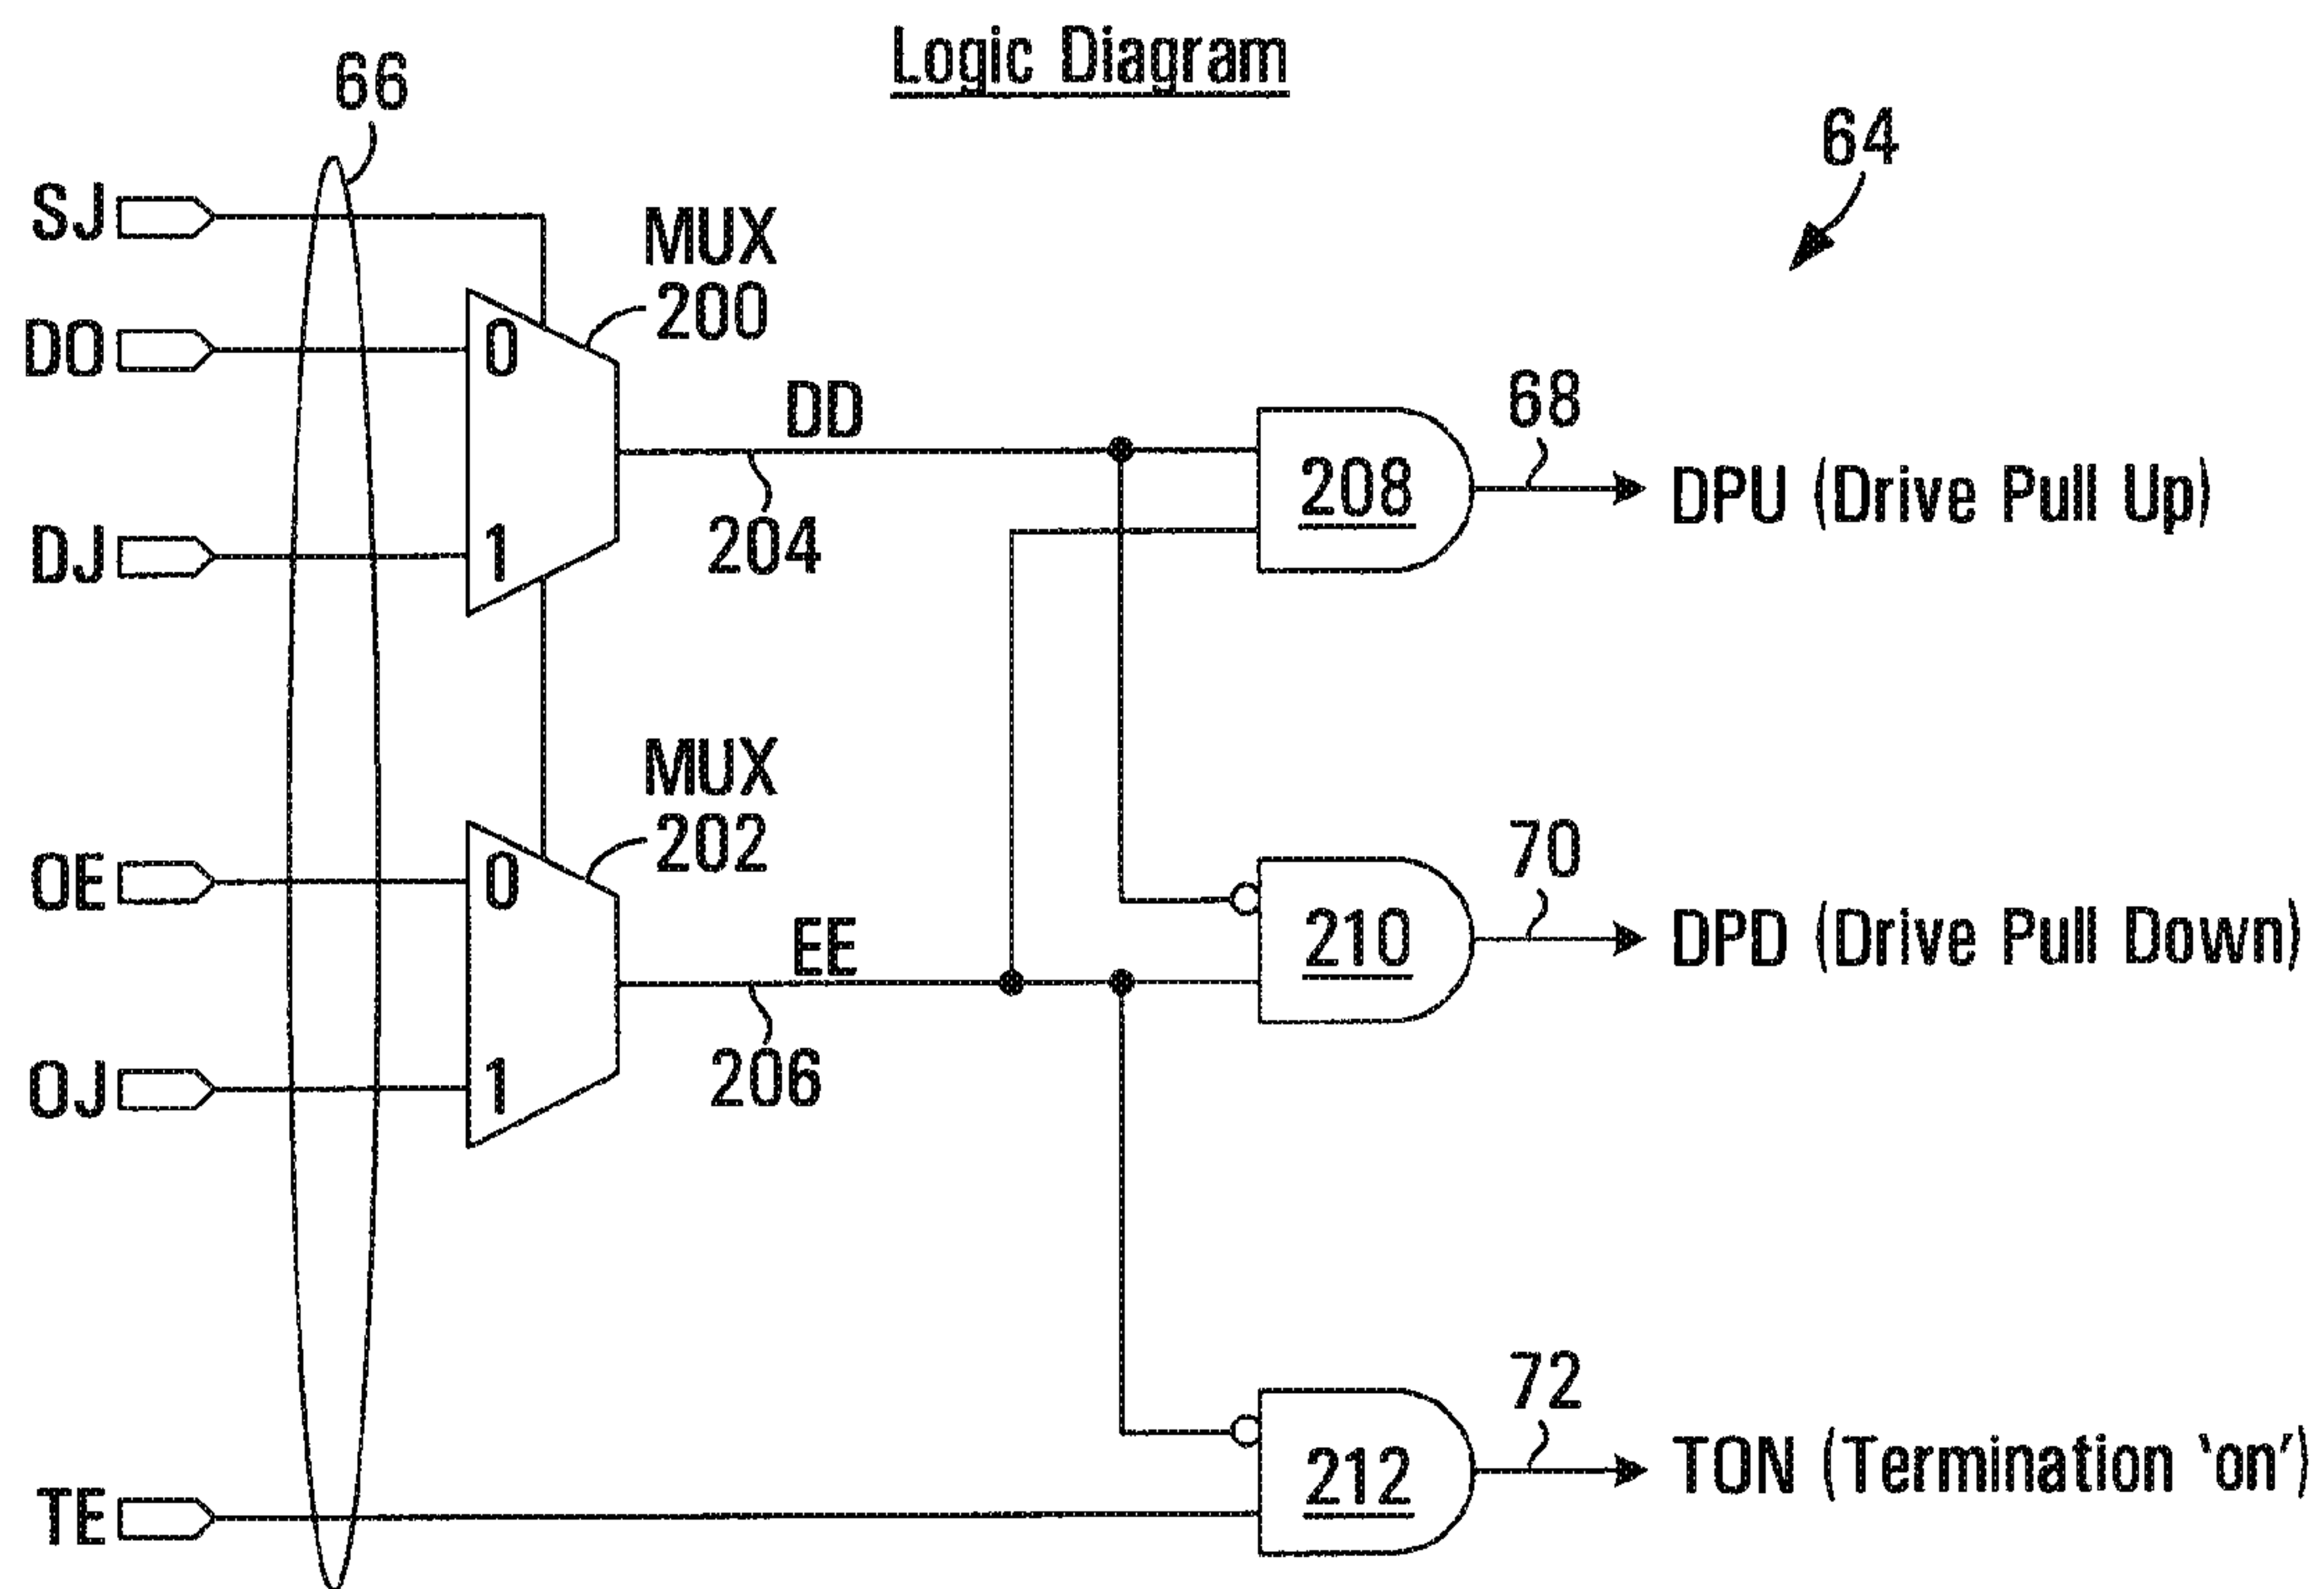 Logic Diagram
66
64
SJ
MUX
200
DO
0
DD
68
208
DPU (Drive Pull Up)
204
DJ
1
MUX
202
70
OE
0
EE
210
DPD (Drive Pull Down)
206
OJ
1
72
212
TON (Termination 'on')
TE